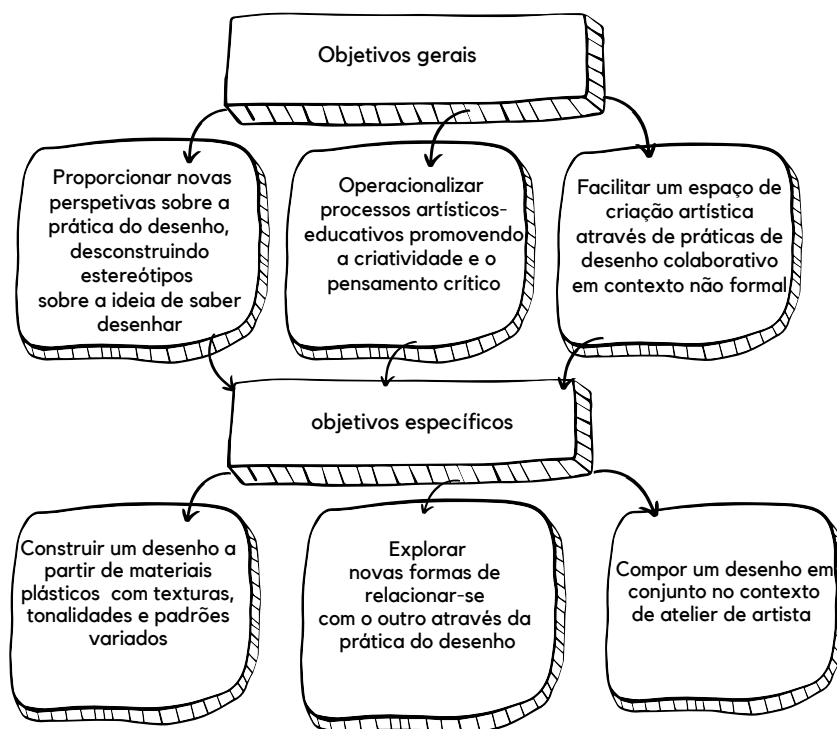 Objetivos gerais
Proporcionar novas
perspetivas sobre a
prática do desenho,
desconstruindo
estereótipos
sobre a ideia de saber
desenhar
Operacionalizar
processos artísticos-
educativos promovendo
a criatividade e o
pensamento crítico
Facilitar um espaço de
criação artística
através de práticas de
desenho colaborativo
em contexto não formal
objetivos específicos
Construir um desenho a
partir de materiais
plásticos com texturas,
tonalidades e padrões
variados
Explorar
novas formas de
relacionar-se
com o outro através da
prática do desenho
Compor um desenho em
conjunto no contexto
de atelier de artista